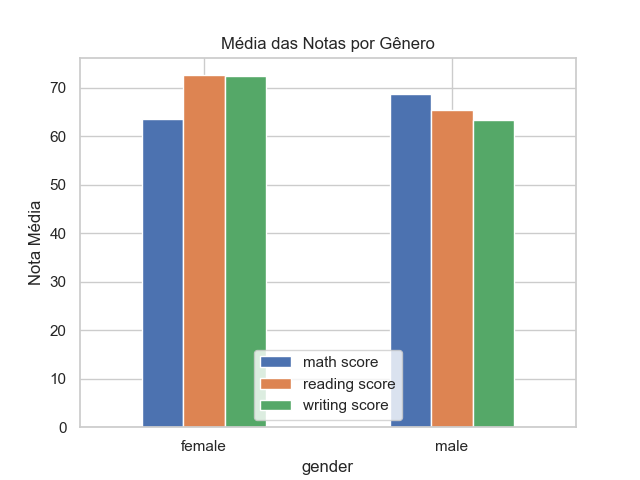 Média das Notas por Gênero
Nota Média
70
60
50
40
30
20
10
0
math score
reading score
writing score
female
male
gender